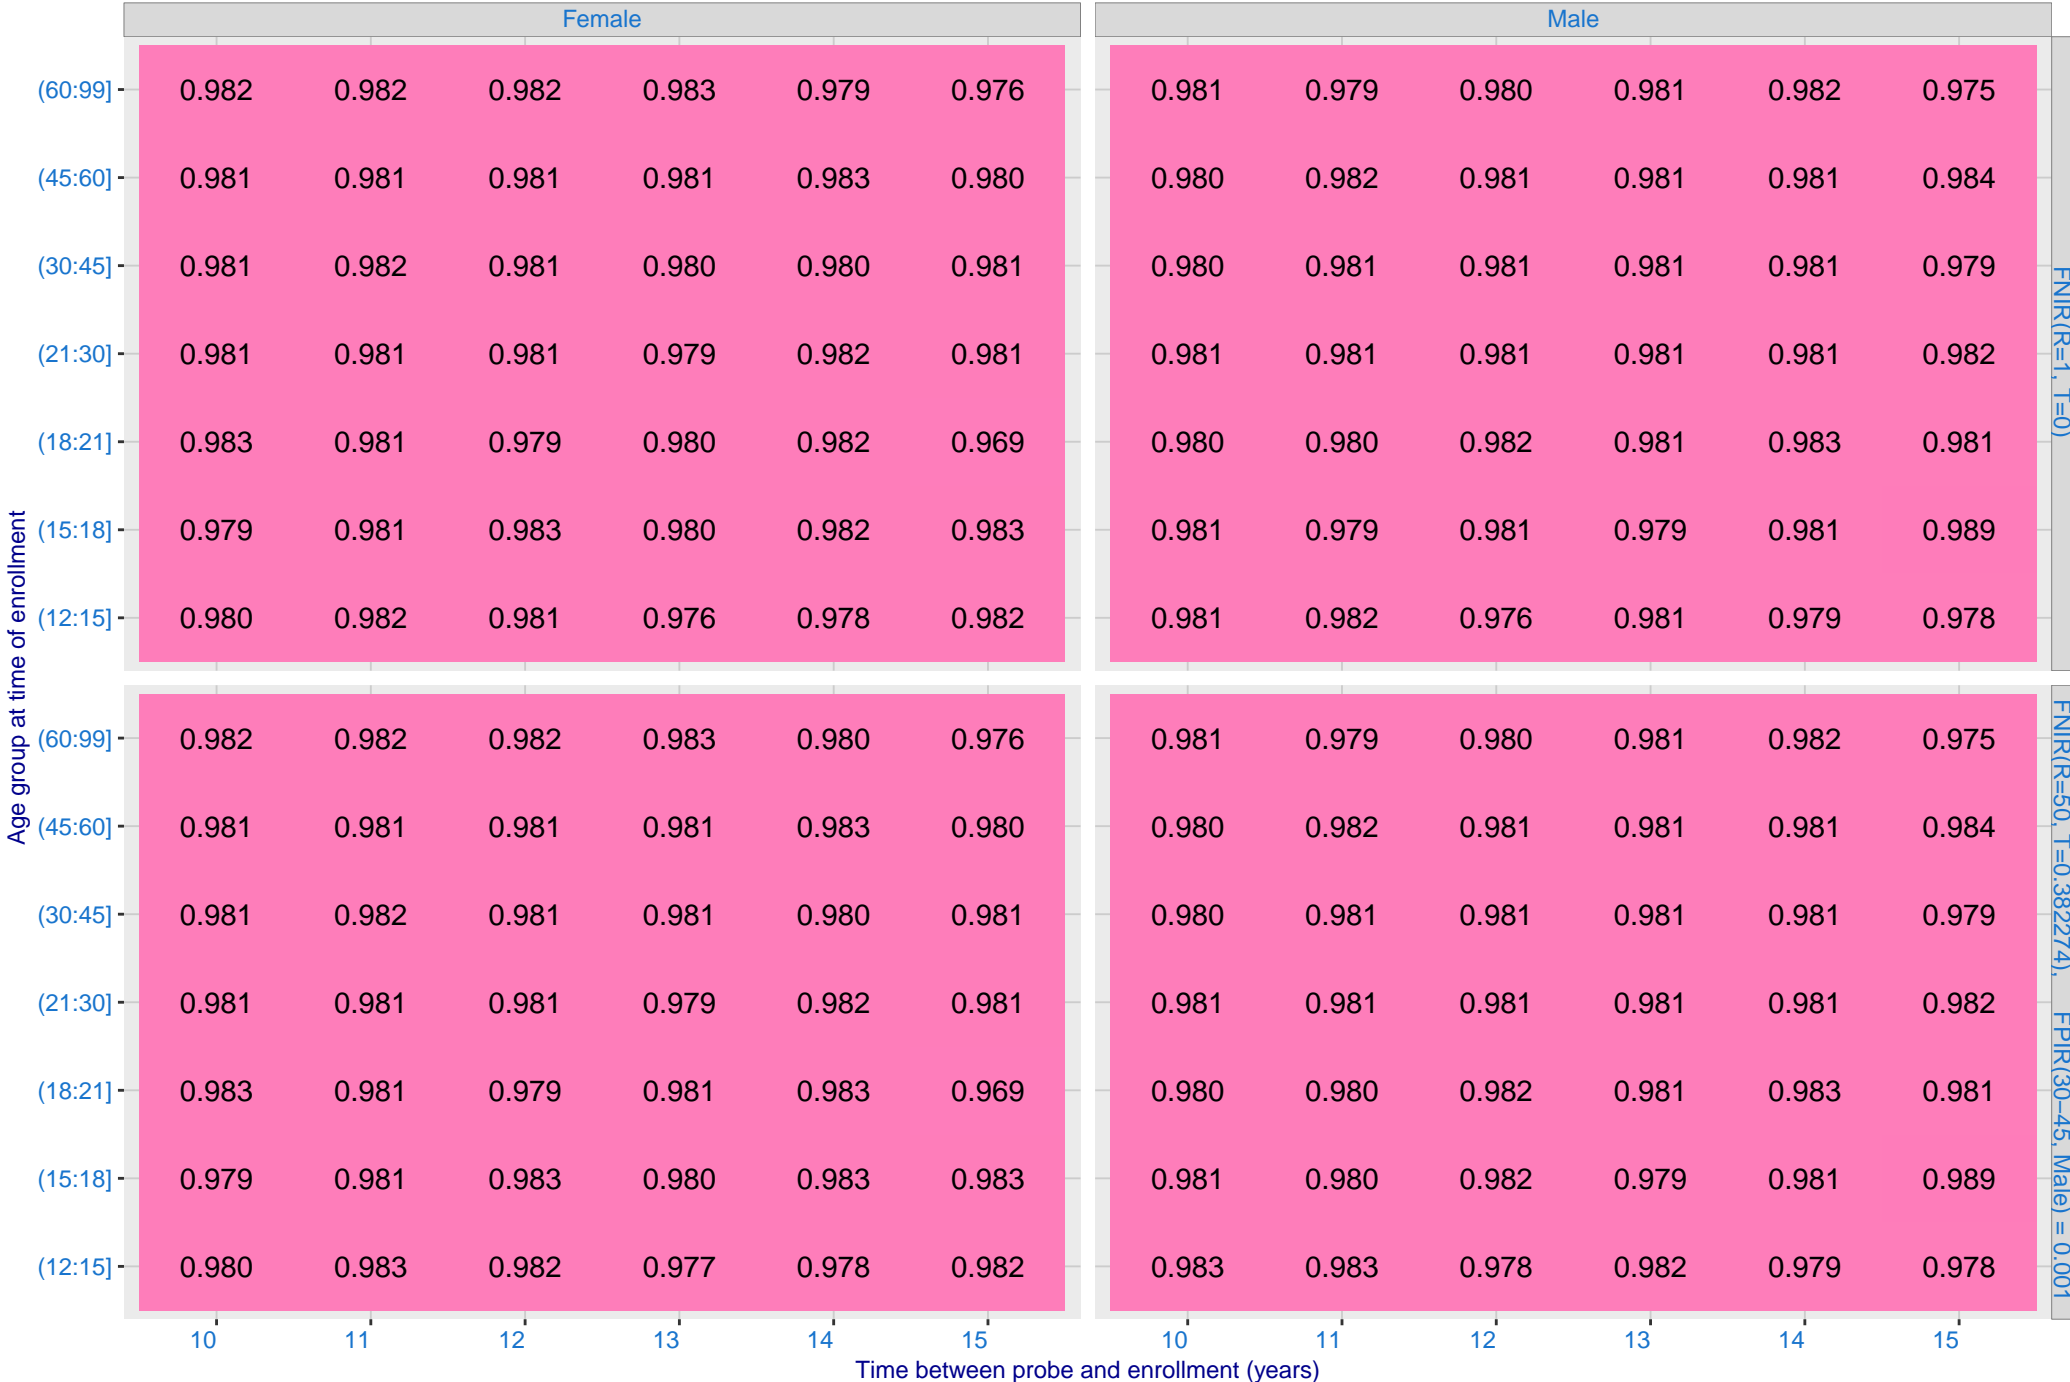 Female Male
(60:99] 0.982 0.982 0.982 0.983 0.979 0.976 0.981 0.979 0.980 0.981 0.982 0.975
(45:60] 0.981 0.981 0.981 0.981 0.983 0.980 0.980 0.982 0.981 0.981 0.981 0.984
(30:45] 0.981 0.982 0.981 0.980 0.980 0.981 0.980 0.981 0.981 0.981 0.981 0.979
(21:30] 0.981 0.981 0.981 0.979 0.982 0.981 0.981 0.981 0.981 0.981 0.981 0.982
(18:21] 0.983 0.981 0.979 0.980 0.982 0.969 0.980 0.980 0.982 0.981 0.983 0.981
(15:18] 0.979 0.981 0.983 0.980 0.982 0.983 0.981 0.979 0.981 0.979 0.981 0.989
(12:15] 0.980 0.982 0.981 0.976 0.978 0.982 0.981 0.982 0.976 0.981 0.979 0.978
FNIR(R=1, T=0)
Age group at time of enrollment
(60:99] 0.982 0.982 0.982 0.983 0.980 0.976 0.981 0.979 0.980 0.981 0.982 0.975
(45:60] 0.981 0.981 0.981 0.981 0.983 0.980 0.980 0.982 0.981 0.981 0.981 0.984
(30:45] 0.981 0.982 0.981 0.981 0.980 0.981 0.980 0.981 0.981 0.981 0.981 0.979
(21:30] 0.981 0.981 0.981 0.979 0.982 0.981 0.981 0.981 0.981 0.981 0.981 0.982
(18:21] 0.983 0.981 0.979 0.981 0.983 0.969 0.980 0.980 0.982 0.981 0.983 0.981
(15:18] 0.979 0.981 0.983 0.980 0.983 0.983 0.981 0.980 0.982 0.979 0.981 0.989
(12:15] 0.980 0.983 0.982 0.977 0.978 0.982 0.983 0.983 0.978 0.982 0.979 0.978
FNIR(R=50, T=0.382274), FPIR(30−45, Male) = 0.001
10 11 12 13 14 15 10 11 12 13 14 15
Time between probe and enrollment (years)